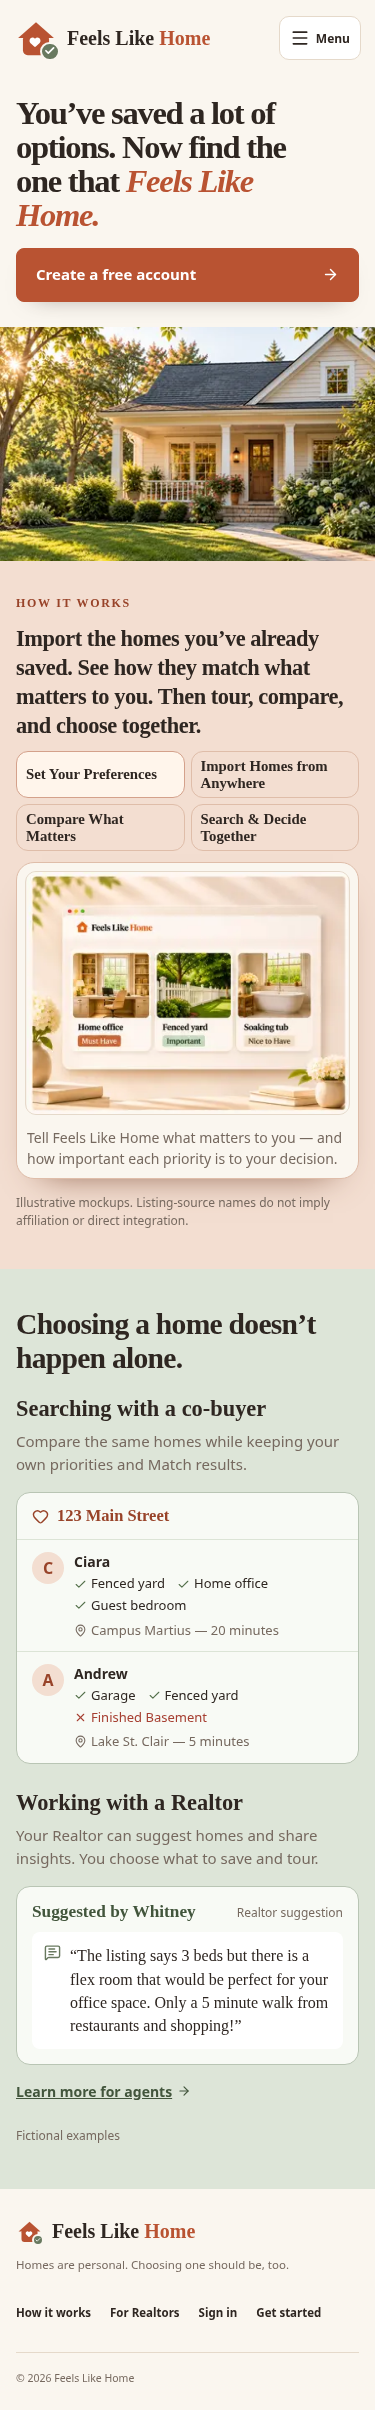 Feels Like Home
Menu
You’ve saved a lot of
options. Now find the
one that Feels Like
Home.
Create a free account
HOW IT WORKS
Import the homes you’ve already
saved. See how they match what
matters to you. Then tour, compare,
and choose together.
Set Your Preferences
Import Homes from
Anywhere
Compare What
Matters
Search & Decide
Together
Feels Like Home
Home office
Must Have
Fenced yard
Important
Soaking tub
Nice to Have
Tell Feels Like Home what matters to you — and
how important each priority is to your decision.
Illustrative mockups. Listing-source names do not imply
affiliation or direct integration.
Choosing a home doesn’t
happen alone.
Searching with a co-buyer
Compare the same homes while keeping your
own priorities and Match results.
123 Main Street
C
Ciara
Fenced yard
Home office
Guest bedroom
Campus Martius — 20 minutes
A
Andrew
Garage
Fenced yard
Finished Basement
Lake St. Clair — 5 minutes
Working with a Realtor
Your Realtor can suggest homes and share
insights. You choose what to save and tour.
Suggested by Whitney
Realtor suggestion
“The listing says 3 beds but there is a
flex room that would be perfect for your
office space. Only a 5 minute walk from
restaurants and shopping!”
Learn more for agents
Fictional examples
Feels Like Home
Homes are personal. Choosing one should be, too.
How it works
For Realtors
Sign in
Get started
© 2026 Feels Like Home